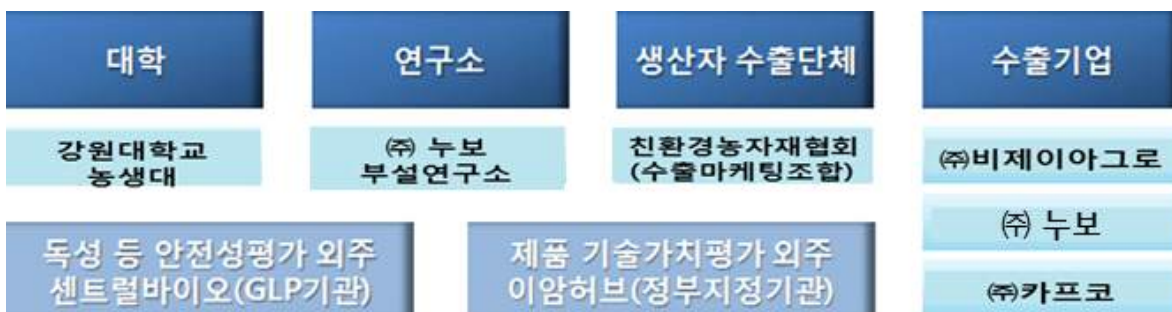 대학
연구소
생산자 수출단체
수출기업
강원대학교
농생대
㈜ 누보
부설연구소
친환경농자재협회
(수출마케팅조합)
㈜비제이아그로
㈜ 누보
㈜카프코
독성 등 안전성평가 외주
센트럴바이오(GLP기관)
제품 기술가치평가 외주
이암허브(정부지정기관)